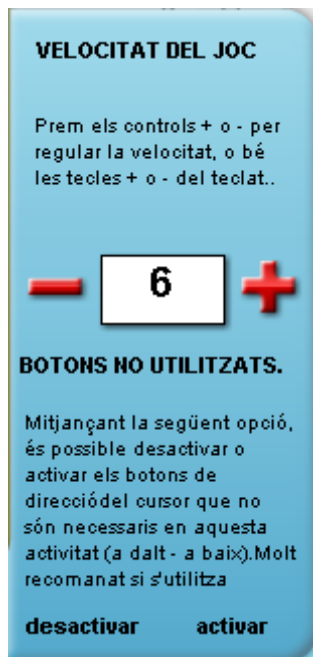 VELOCITAT DEL JOC
Prem els controls + o - per
regular la velocitat, o bé
les tecles + o - del teclat..
6
BOTONS NO UTILITZATS.
Mitjançant la següent opció,
és possible desactivar o
activar els botons de
direcciódel cursor que no
són necessaris en aquesta
activitat (a dalt - a baix).Molt
recomanat si s'utilitza
desactivar activar